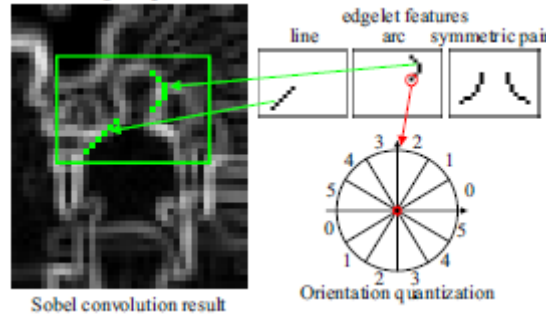 edgelet features
line arc symmetric pair
3 2
4 1
5 0
0 5
1 4
2 3
Sobel convolution result
Orientation quantization